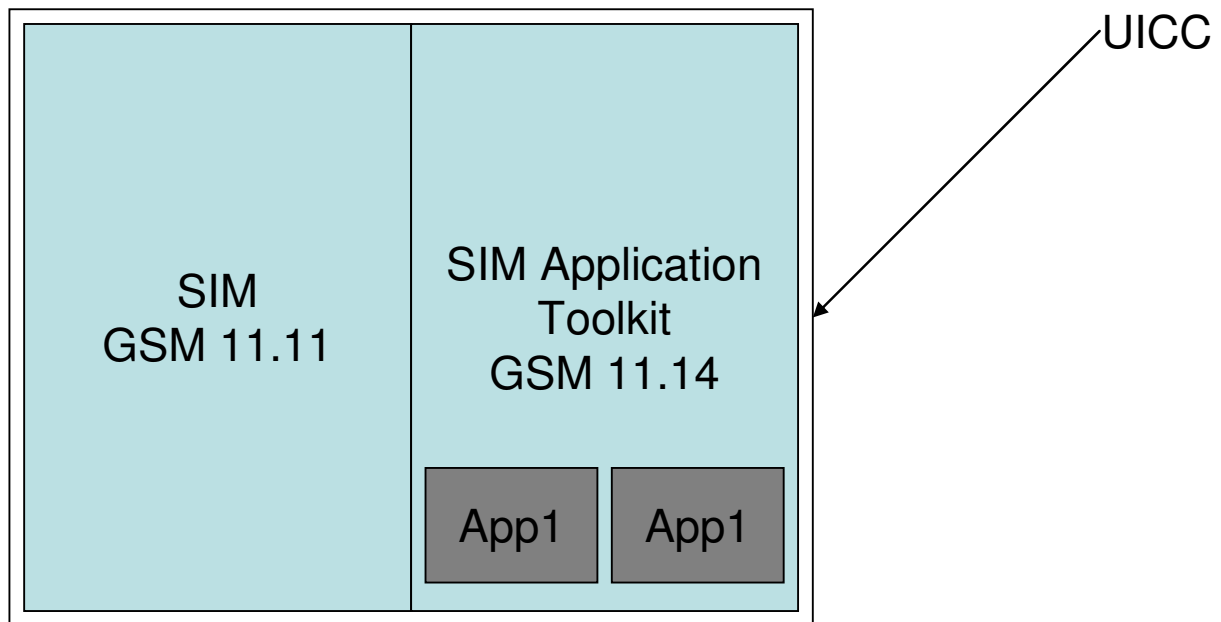 UICC
SIM
GSM 11.11
SIM Application
Toolkit
GSM 11.14
App1
App1